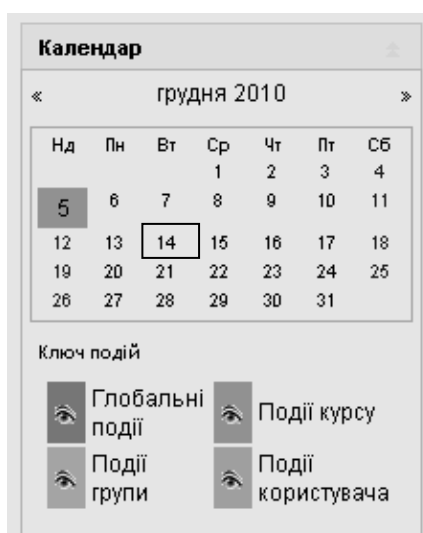 Календар
« грудня 2010 »
Нд Пн Вт Ср Чт Пт Сб
1 2 3 4
5 6 7 8 9 10 11
12 13 14 15 16 17 18
19 20 21 22 23 24 25
26 27 28 29 30 31
Ключ подій
Глобальні
події
Події курсу
Події
групи
Події
користувача